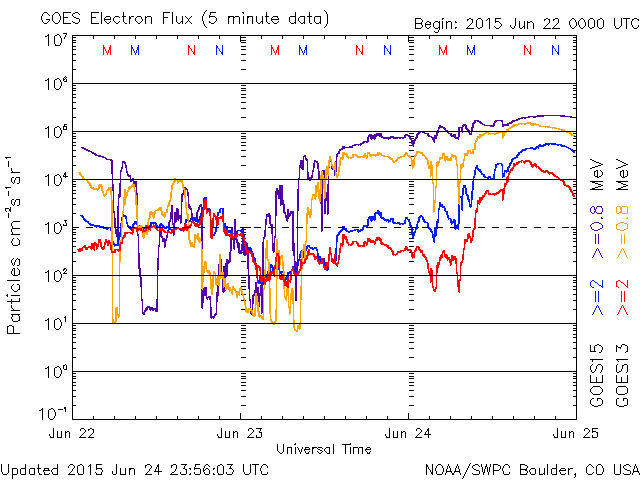 GOES Electron Flux (5 minute data) Begin: 2015 Jun 22 0000 UTC
M M N N M M N N M M N N
10⁷
10⁶
10⁵
10⁴
10³
10²
10¹
10⁰
10⁻¹
Particles cm⁻²s⁻¹sr⁻¹
GOES15 >=2 >=0.8 MeV
GOES13 >=2 >=0.8 MeV
Jun 22 Jun 23 Jun 24 Jun 25
Universal Time
Updated 2015 Jun 24 23:56:03 UTC NOAA/SWPC Boulder, CO USA